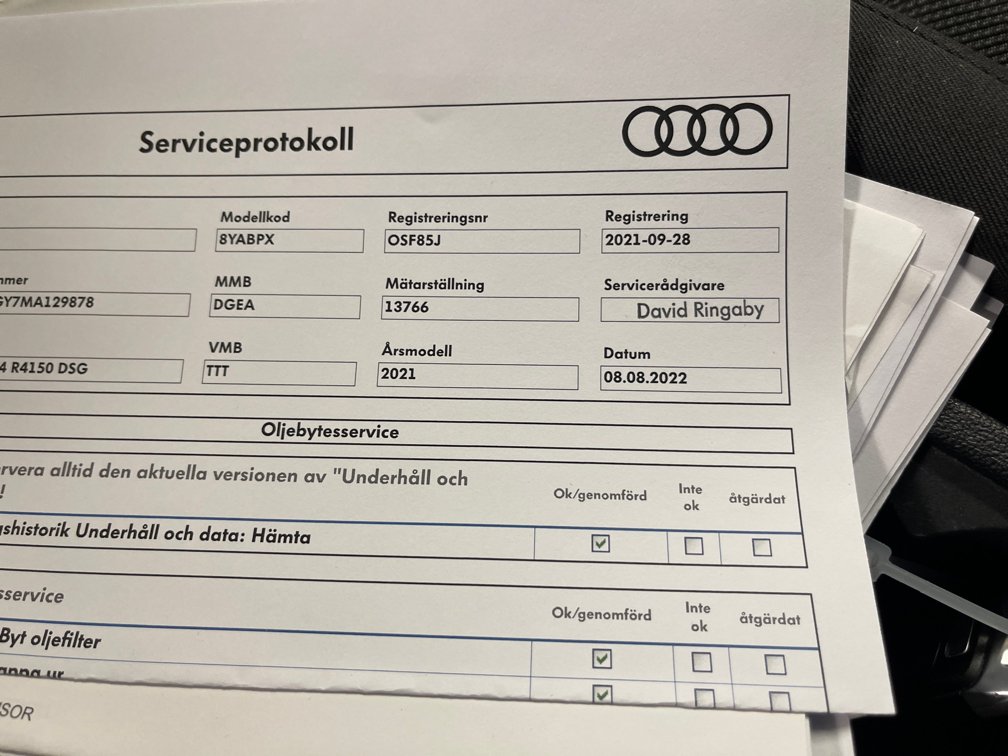 Serviceprotokoll
Modellkod Registreringsnr Registrering
8YABPX OSF85J 2021-09-28
mmer MMB Mätarställning Servicerådgivare
GY7MA129878 DGEA 13766 David Ringaby
VMB Årsmodell Datum
4 R4150 DSG TTT 2021 08.08.2022
Oljebytesservice
rvera alltid den aktuella versionen av "Underhåll och
! Ok/genomförd Inte ok åtgärdat
gshistorik Underhåll och data: Hämta
sservice Ok/genomförd Inte ok åtgärdat
Byt oljefilter
SOR